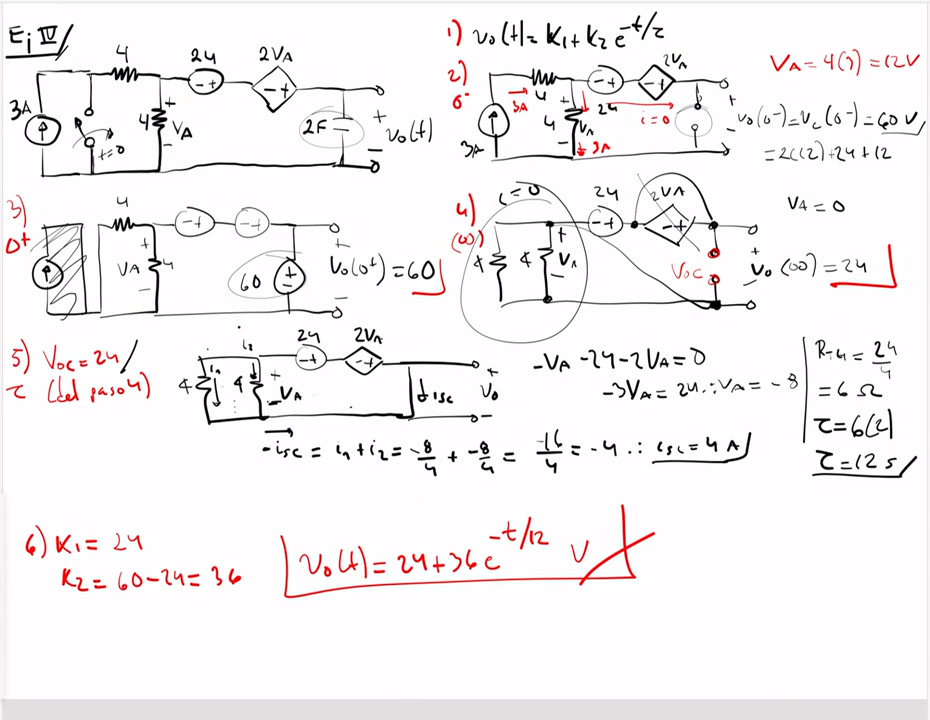 Ej IV/
4
24
2VA
3A
t=0
4
+
VA
-
2F
+
v₀(t)
-
1) v₀(t)=K₁+K₂e^-t/τ
2)
0⁻
3A
4
3A
4
+
VA
-
3A
24
2VA
i=0
+
-
VA=4(3)=12V
v₀(0⁻)=Vc(0⁻)=60V
=2(12)+24+12
3)
0⁺
4
+
VA
-
4
60
+
-
V₀(0⁺)=60
4)
(∞)
i=0
4
4
+
VA
-
24
2VA
Voc
VA=0
+
V₀(∞)=24
-
5) Voc=24/
τ (del paso 4)
4
i₁
i₂
4
+
VA
-
24
2VA
isc
+
V₀
-
-VA-24-2VA=0
-3VA=24∴VA=-8
-isc = i₁+i₂= -8/4 + -8/4 = -16/4 = -4 ∴ isc=4A
RTH=24/4
=6Ω
τ=6(2)
τ=12s
6) K₁=24
K₂=60-24=36
v₀(t)=24+36e^-t/12 V